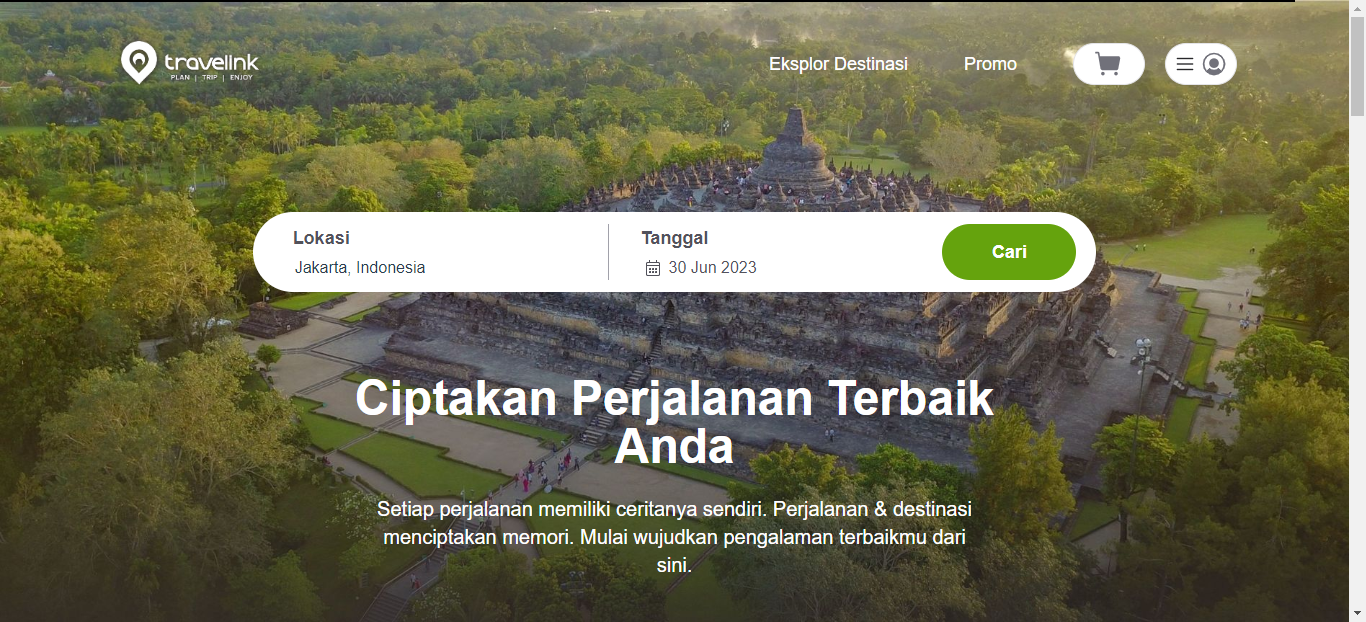 travelink
PLAN | TRIP | ENJOY
Eksplor Destinasi
Promo
Lokasi
Jakarta, Indonesia
Tanggal
30 Jun 2023
Cari
Ciptakan Perjalanan Terbaik
Anda
Setiap perjalanan memiliki ceritanya sendiri. Perjalanan & destinasi
menciptakan memori. Mulai wujudkan pengalaman terbaikmu dari
sini.